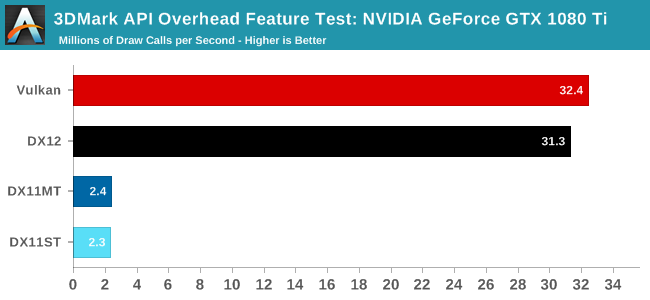 3DMark API Overhead Feature Test: NVIDIA GeForce GTX 1080 Ti
Millions of Draw Calls per Second - Higher is Better
Vulkan 32.4
DX12 31.3
DX11MT 2.4
DX11ST 2.3
0 2 4 6 8 10 12 14 16 18 20 22 24 26 28 30 32 34